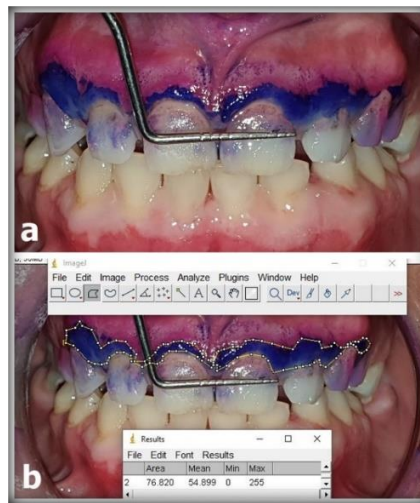 a
ImageJ
File Edit Image Process Analyze Plugins Window Help
A Dev >>
b
Results
File Edit Font Results
Area Mean Min Max
2 76.820 54.899 0 255